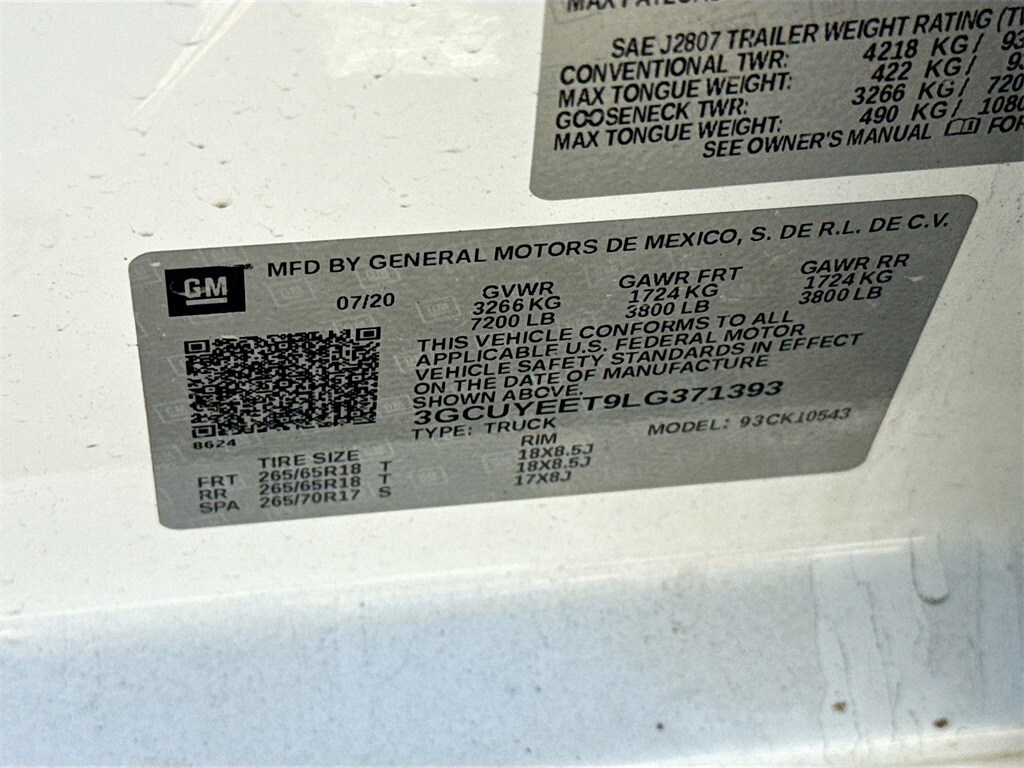 SAE J2807 TRAILER WEIGHT RATING
CONVENTIONAL TWR: 4218 KG/
MAX TONGUE WEIGHT: 422 KG/
GOOSENECK TWR: 3266 KG/ 720
MAX TONGUE WEIGHT: 490 KG/ 1080
SEE OWNER'S MANUAL FOR
GM
MFD BY GENERAL MOTORS DE MEXICO, S. DE R.L. DE C.V.
07/20 GVWR GAWR FRT GAWR RR
3266 KG 1724 KG 1724 KG
7200 LB 3800 LB 3800 LB
THIS VEHICLE CONFORMS TO ALL
APPLICABLE U.S. FEDERAL MOTOR
VEHICLE SAFETY STANDARDS IN EFFECT
ON THE DATE OF MANUFACTURE
SHOWN ABOVE.
3GCUYEET9LG371393
8624 TYPE: TRUCK MODEL: 93CK10543
TIRE SIZE RIM
FRT 265/65R18 T 18X8.5J
RR 265/65R18 T 18X8.5J
SPA 265/70R17 S 17X8J